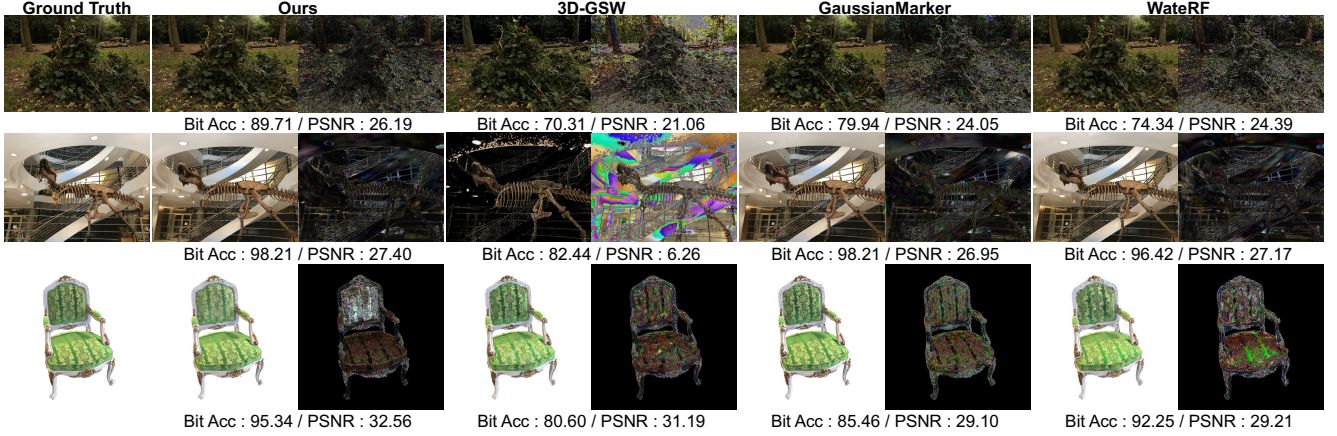 Ground Truth Ours 3D-GSW GaussianMarker WateRF
Bit Acc : 89.71 / PSNR : 26.19 Bit Acc : 70.31 / PSNR : 21.06 Bit Acc : 79.94 / PSNR : 24.05 Bit Acc : 74.34 / PSNR : 24.39
Bit Acc : 98.21 / PSNR : 27.40 Bit Acc : 82.44 / PSNR : 6.26 Bit Acc : 98.21 / PSNR : 26.95 Bit Acc : 96.42 / PSNR : 27.17
Bit Acc : 95.34 / PSNR : 32.56 Bit Acc : 80.60 / PSNR : 31.19 Bit Acc : 85.46 / PSNR : 29.10 Bit Acc : 92.25 / PSNR : 29.21